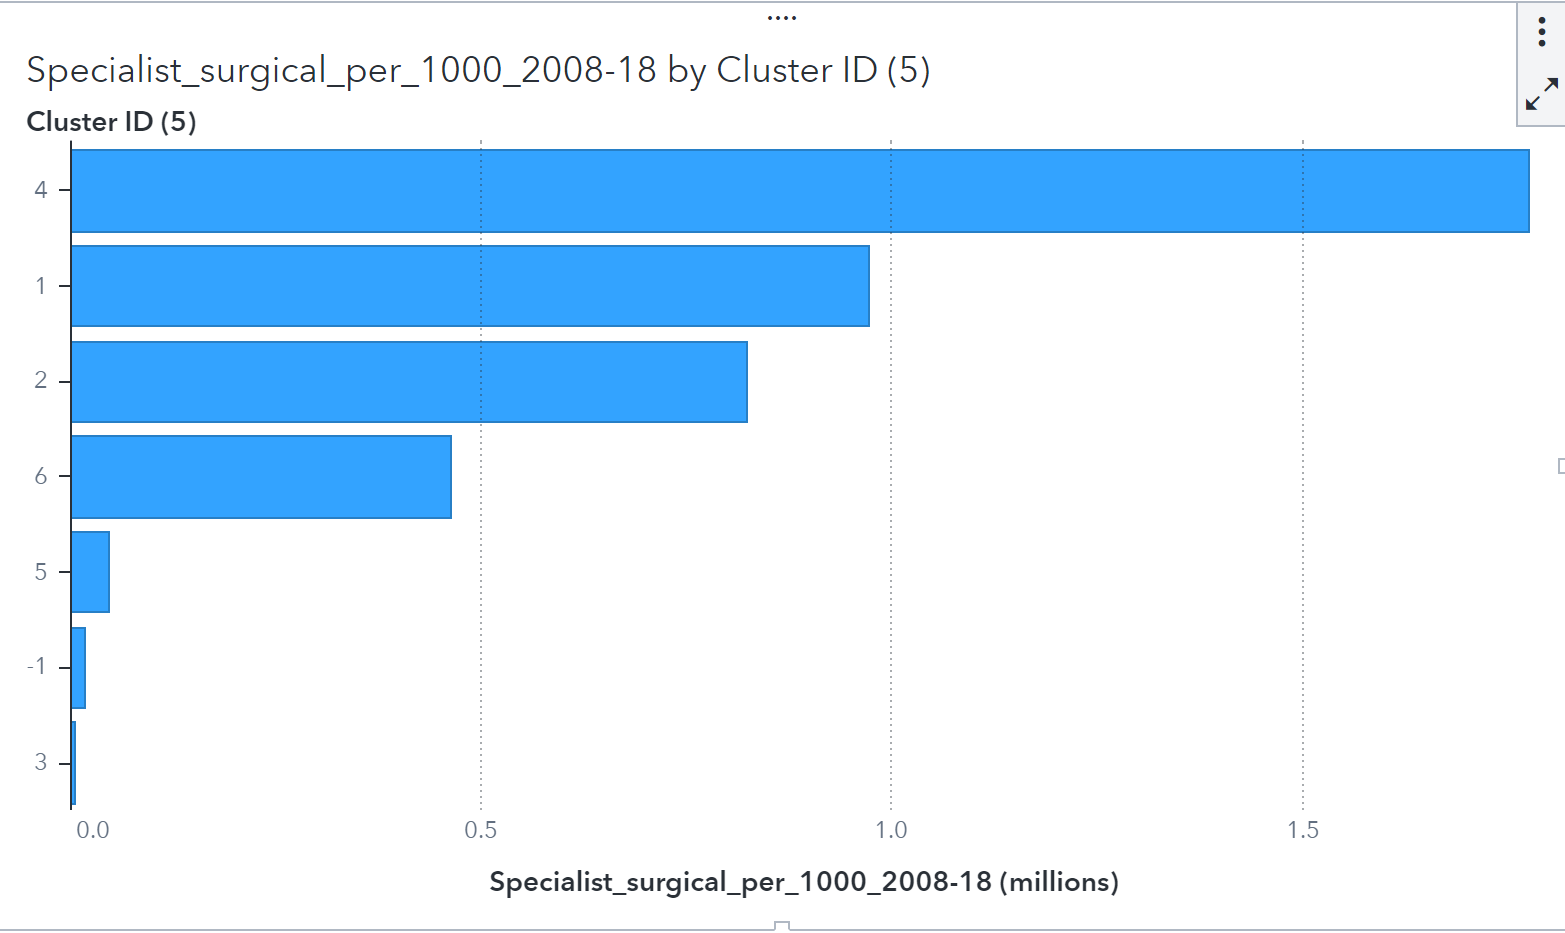 Specialist_surgical_per_1000_2008-18 by Cluster ID (5)
Cluster ID (5)
4
1
2
6
5
-1
3
0.0 0.5 1.0 1.5
Specialist_surgical_per_1000_2008-18 (millions)